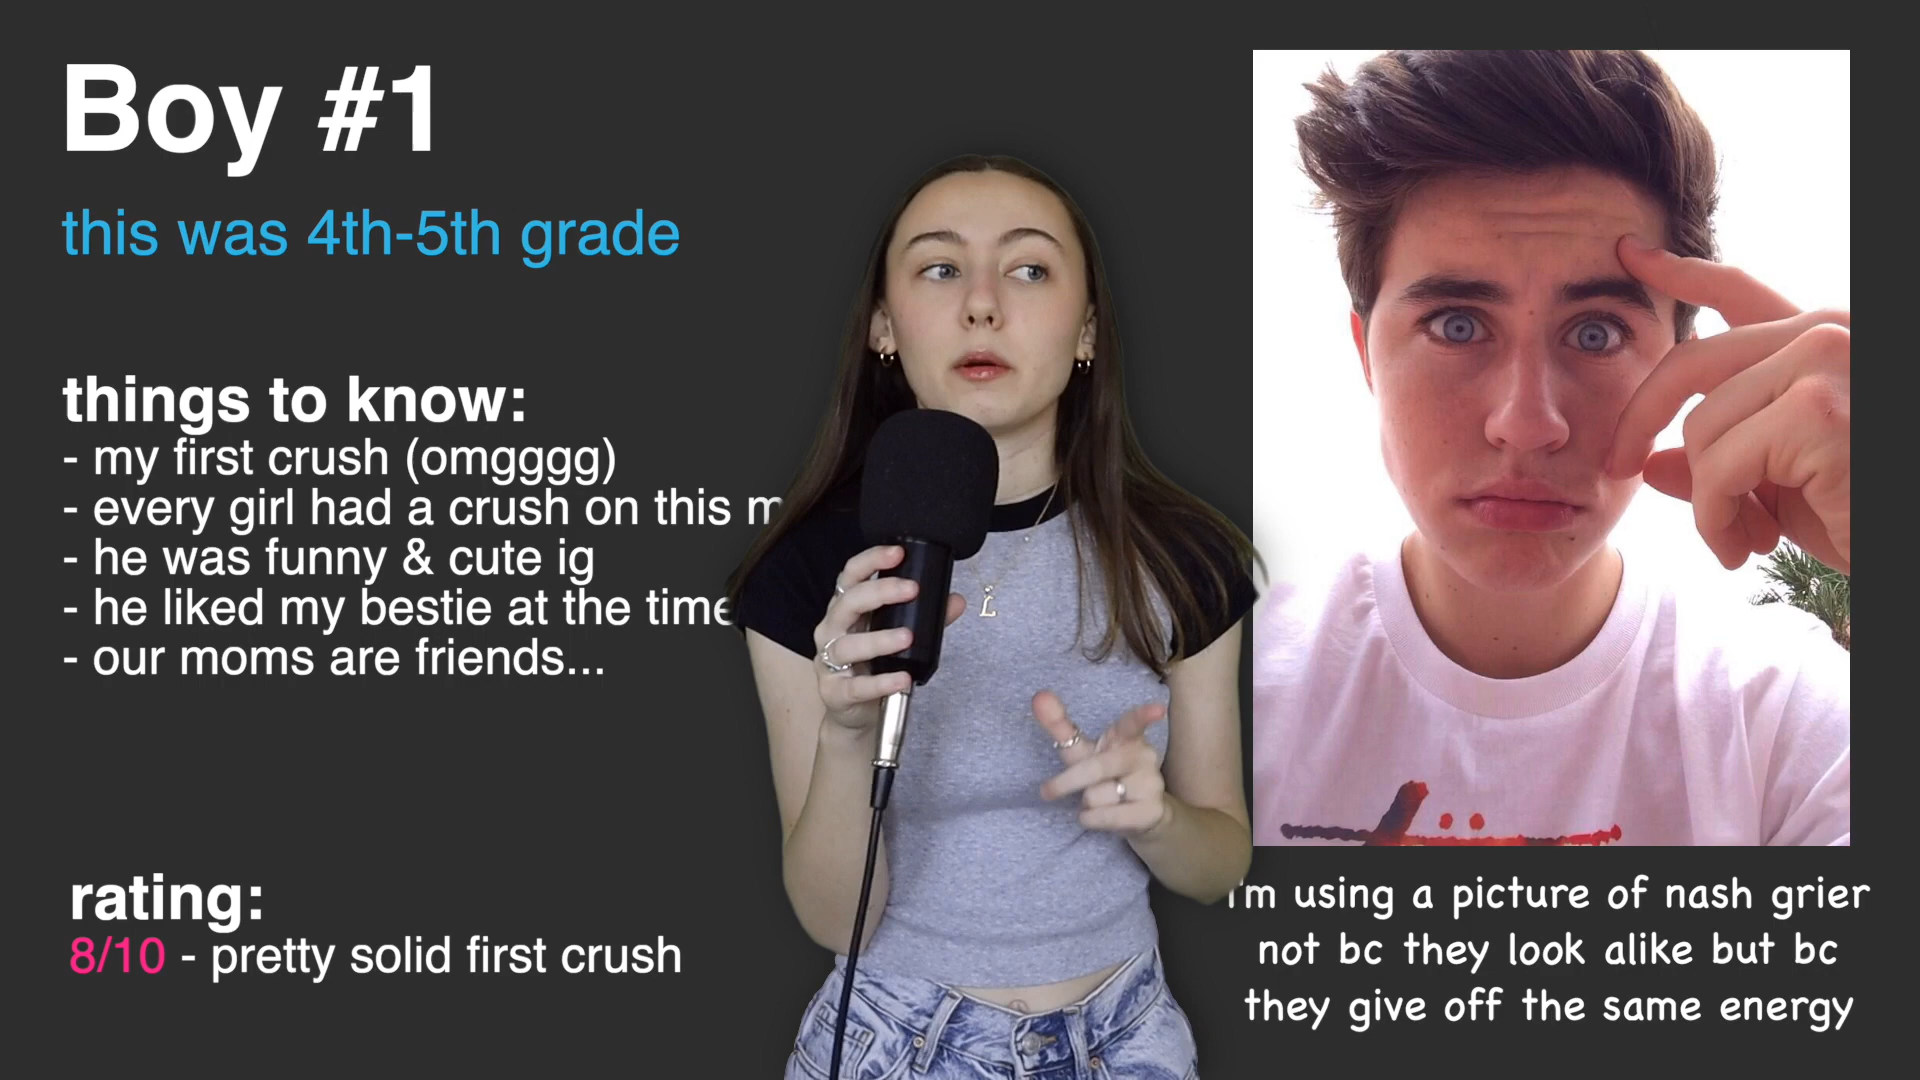 Boy #1
this was 4th-5th grade
things to know:
- my first crush (omgggg)
- every girl had a crush on this
- he was funny & cute ig
- he liked my bestie at the time
- our moms are friends...
rating:
8/10 - pretty solid first crush
L
i'm using a picture of nash grier
not bc they look alike but bc
they give off the same energy